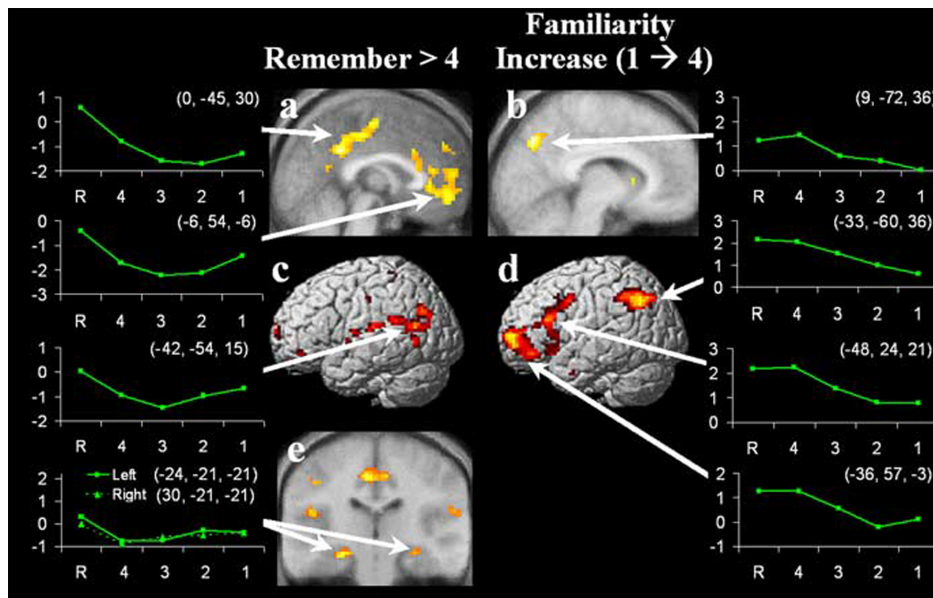 Familiarity
Remember > 4
Increase (1 → 4)
a
b
c
d
e
(0, -45, 30)
1
0
-1
-2
R 4 3 2 1
(-6, 54, -6)
0
-1
-2
-3
R 4 3 2 1
(-42, -54, 15)
1
0
-1
-2
R 4 3 2 1
Left (-24, -21, -21)
Right (30, -21, -21)
2
1
0
-1
R 4 3 2 1
(9, -72, 36)
3
2
1
0
R 4 3 2 1
(-33, -60, 36)
3
2
1
0
R 4 3 2 1
(-48, 24, 21)
3
2
1
0
R 4 3 2 1
(-36, 57, -3)
2
1
0
-1
R 4 3 2 1